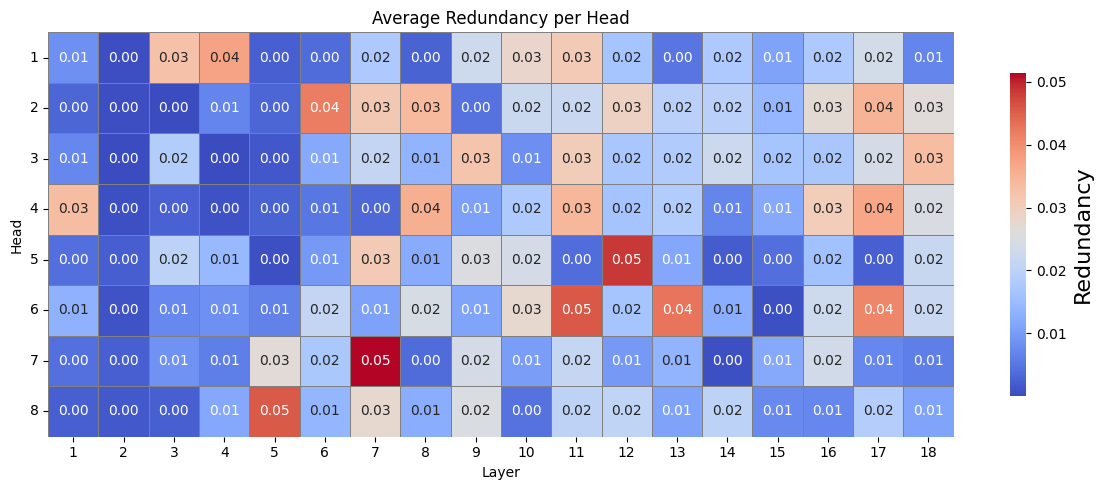 Average Redundancy per Head
1 0.01 0.00 0.03 0.04 0.00 0.00 0.02 0.00 0.02 0.03 0.03 0.02 0.00 0.02 0.01 0.02 0.02 0.01
2 0.00 0.00 0.00 0.01 0.00 0.04 0.03 0.03 0.00 0.02 0.02 0.03 0.02 0.02 0.01 0.03 0.04 0.03
3 0.01 0.00 0.02 0.00 0.00 0.01 0.02 0.01 0.03 0.01 0.03 0.02 0.02 0.02 0.02 0.02 0.02 0.03
4 0.03 0.00 0.00 0.00 0.00 0.01 0.00 0.04 0.01 0.02 0.03 0.02 0.02 0.01 0.01 0.03 0.04 0.02
5 0.00 0.00 0.02 0.01 0.00 0.01 0.03 0.01 0.03 0.02 0.00 0.05 0.01 0.00 0.00 0.02 0.00 0.02
6 0.01 0.00 0.01 0.01 0.01 0.02 0.01 0.02 0.01 0.03 0.05 0.02 0.04 0.01 0.00 0.02 0.04 0.02
7 0.00 0.00 0.01 0.01 0.03 0.02 0.05 0.00 0.02 0.01 0.02 0.01 0.01 0.00 0.01 0.02 0.01 0.01
8 0.00 0.00 0.00 0.01 0.05 0.01 0.03 0.01 0.02 0.00 0.02 0.02 0.01 0.02 0.01 0.01 0.02 0.01
Head
1 2 3 4 5 6 7 8 9 10 11 12 13 14 15 16 17 18
Layer
0.05
0.04
0.03
0.02
0.01
Redundancy